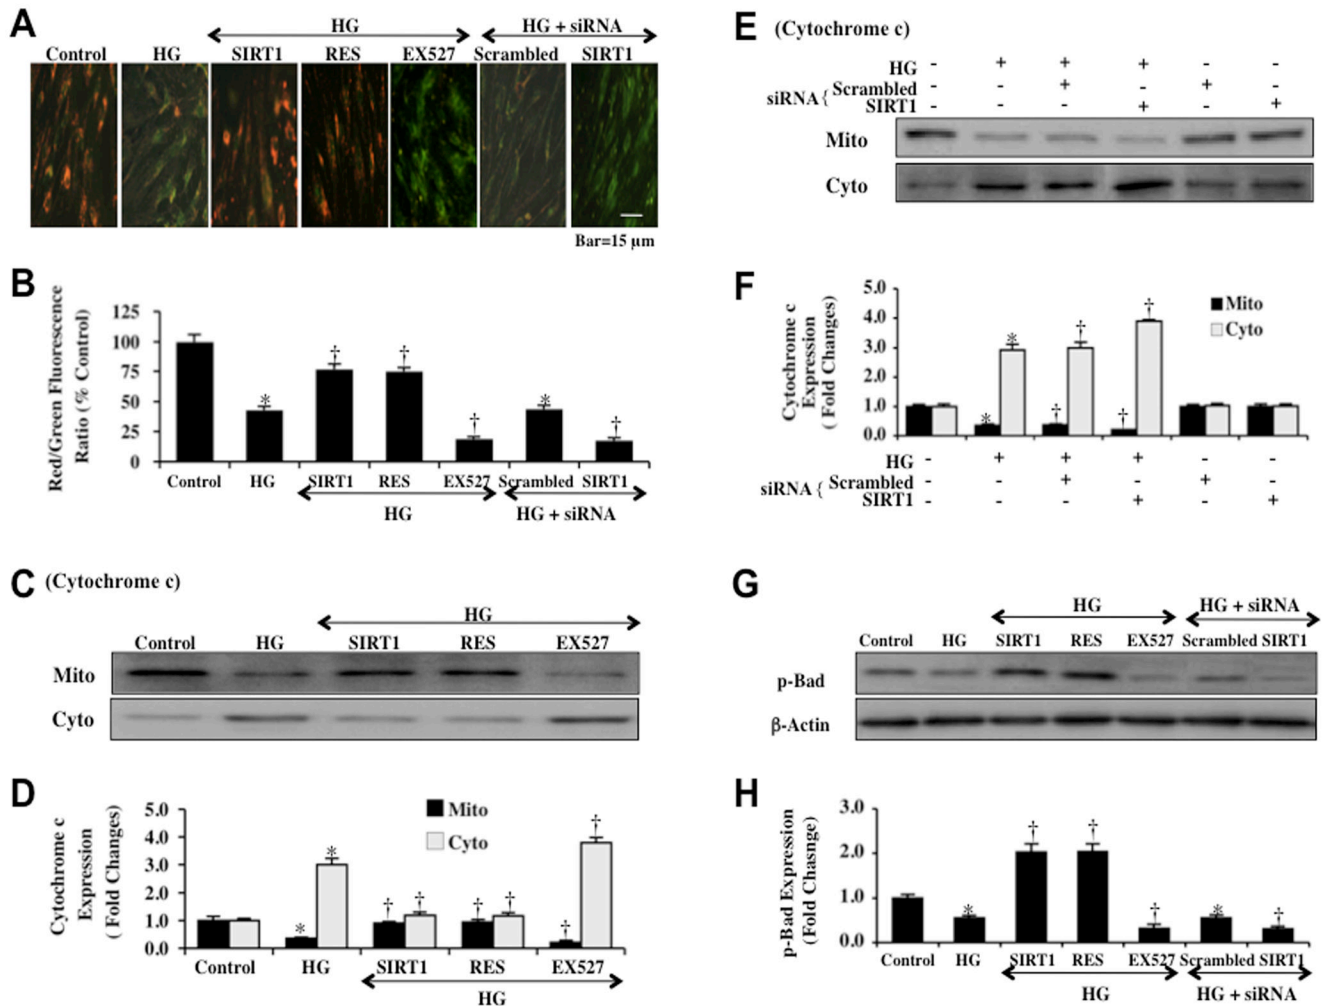 A
HG
HG + siRNA
Control HG SIRT1 RES EX527 Scrambled SIRT1
Bar=15 µm
B
Red/Green Fluorescence
Ratio (% Control)
125
100
75
50
25
0
* † † † * †
Control HG SIRT1 RES EX527 Scrambled SIRT1
HG HG + siRNA
C (Cytochrome c)
HG
Control HG SIRT1 RES EX527
Mito
Cyto
D
Cytochrome c
Expression
( Fold Changes)
5.0
4.0
3.0
2.0
1.0
0.0
Mito
Cyto
* * † † † † † †
Control HG SIRT1 RES EX527
HG
E (Cytochrome c)
HG - + + + - -
siRNA { Scrambled - - + - + -
SIRT1 - - - + - +
Mito
Cyto
F
Cytochrome c
Expression
( Fold Changes)
5.0
4.0
3.0
2.0
1.0
0.0
Mito
Cyto
* * † † † †
HG - + + + - -
siRNA { Scrambled - - + - + -
SIRT1 - - - + - +
G
HG HG + siRNA
Control HG SIRT1 RES EX527 Scrambled SIRT1
p-Bad
β-Actin
H
p-Bad Expression
(Fold Chasnge)
3.0
2.0
1.0
0.0
* † † † * †
Control HG SIRT1 RES EX527 Scrambled SIRT1
HG HG + siRNA